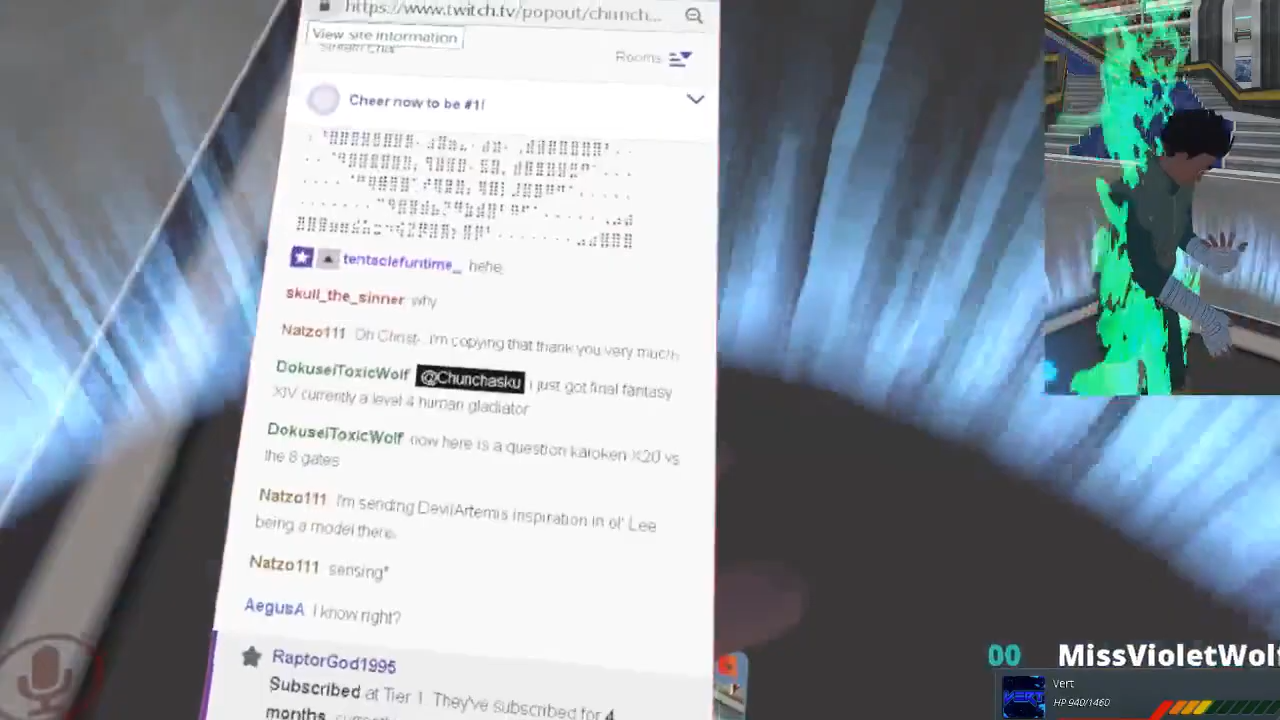 https://www.twitch.tv/popout/chunch...
View site information
Stream Chat
Rooms
Cheer now to be #1!
tentaclefuntime_ hehe
skull_the_sinner why
Natzo111 Oh Christ- I'm copying that thank you very much
DokuseiToxicWolf @Chunchasku i just got final fantasy
XIV currently a level 4 human gladiator
DokuseiToxicWolf now here is a question kaioken X20 vs
the 8 gates
Natzo111 I'm sending DevilArtemis inspiration in ol' Lee
being a model there.
Natzo111 sensing*
AegusA I know right?
RaptorGod1995
Subscribed at Tier 1. They've subscribed for 4
months, currently
00 MissVioletWolf
VERT
Vert
HP 940/1460